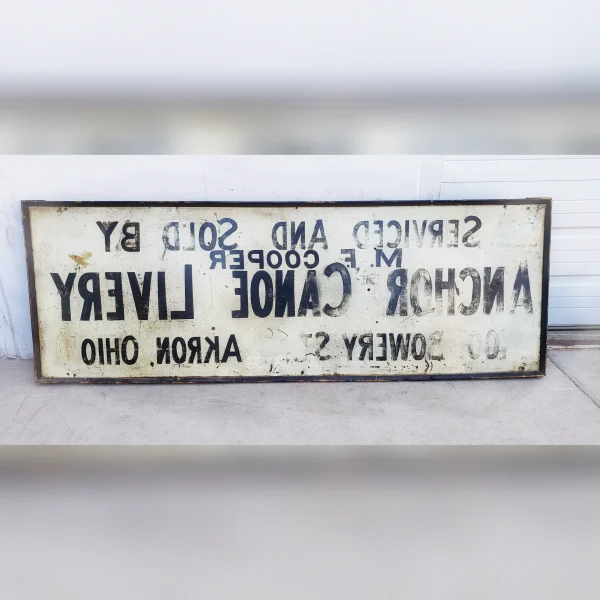 SERVICED AND SOLD BY
M. F. COOPER
ANCHOR CANOE LIVERY
BOWERY ST AKRON OHIO